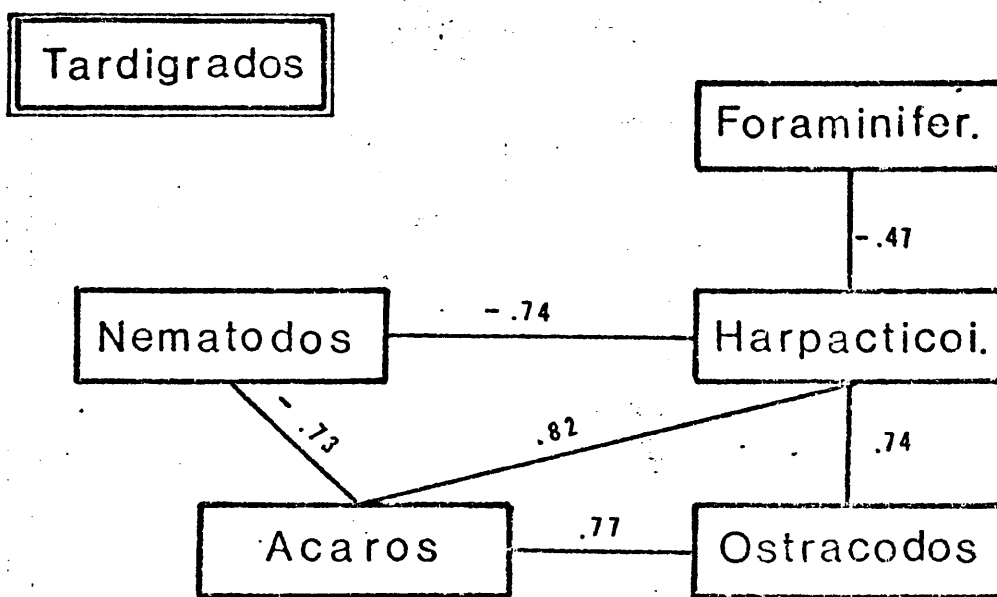 Tardigrados
Foraminifer.
-.47
Nematodos
-.74
Harpacticoi.
-.73
.82
.74
Acaros
.77
Ostracodos